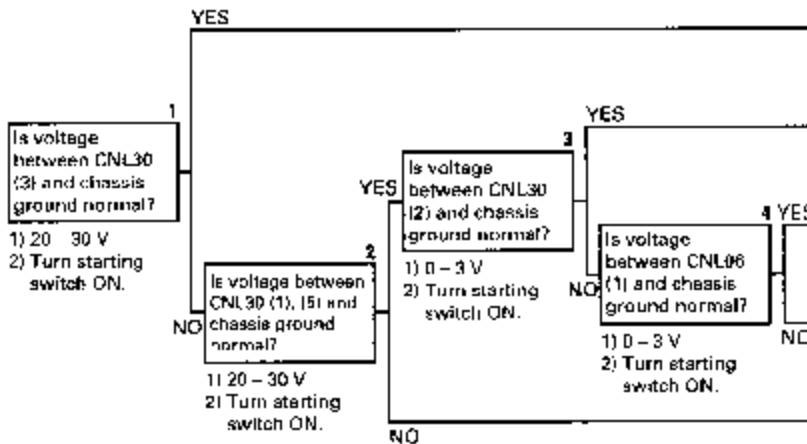 YES
1
Is voltage
between CNL30
(3) and chassis
ground normal?
1) 20 – 30 V
2) Turn starting
switch ON.
NO
2
Is voltage between
CNL30 (1), (5) and
chassis ground
normal?
1) 20 – 30 V
2) Turn starting
switch ON.
YES
3
Is voltage
between CNL30
(2) and chassis
ground normal?
1) 0 – 3 V
2) Turn starting
switch ON.
NO
YES
NO
4
Is voltage
between CNL06
(1) and chassis
ground normal?
1) 0 – 3 V
2) Turn starting
switch ON.
YES
NO